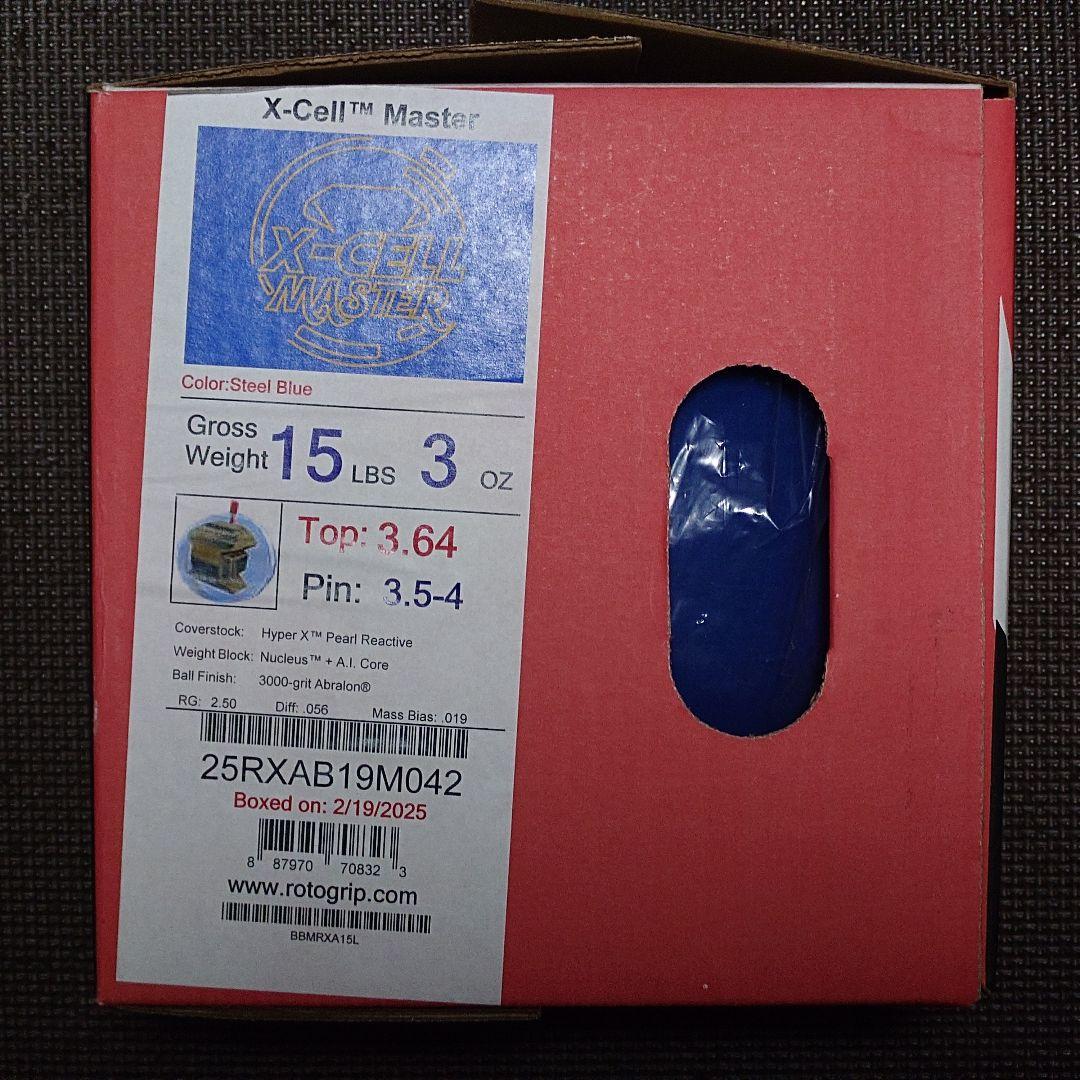 X-Cell™ Master
X-CELL
MASTER
Color:Steel Blue
Gross Weight 15 LBS 3 OZ
Top: 3.64
Pin: 3.5-4
Coverstock: Hyper X™ Pearl Reactive
Weight Block: Nucleus™ + A.I. Core
Ball Finish: 3000-grit Abralon®
RG: 2.50 Diff: .056 Mass Bias: .019
25RXAB19M042
Boxed on: 2/19/2025
8 87970 70832 3
www.rotogrip.com
BBMRXA15L